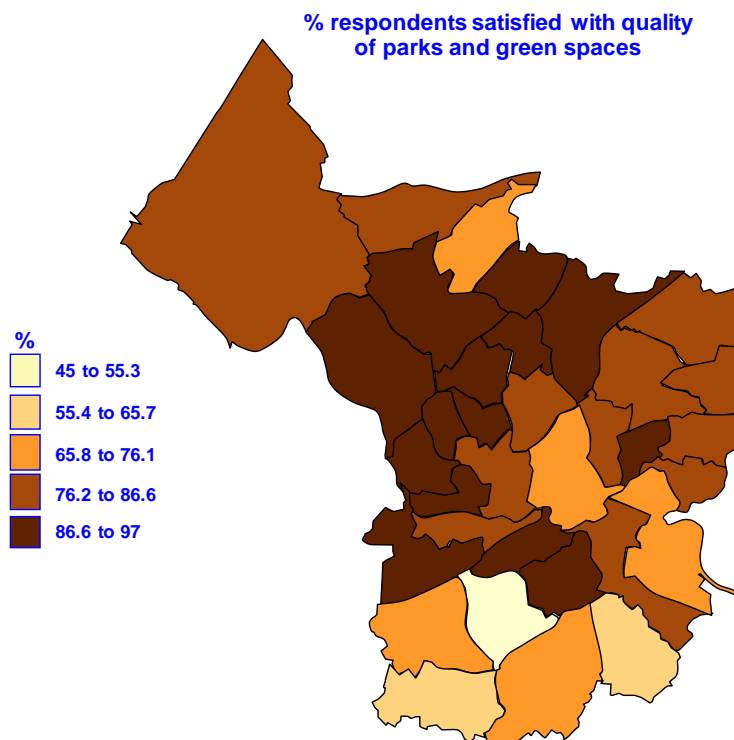 % respondents satisfied with quality
of parks and green spaces
%
45 to 55.3
55.4 to 65.7
65.8 to 76.1
76.2 to 86.6
86.6 to 97